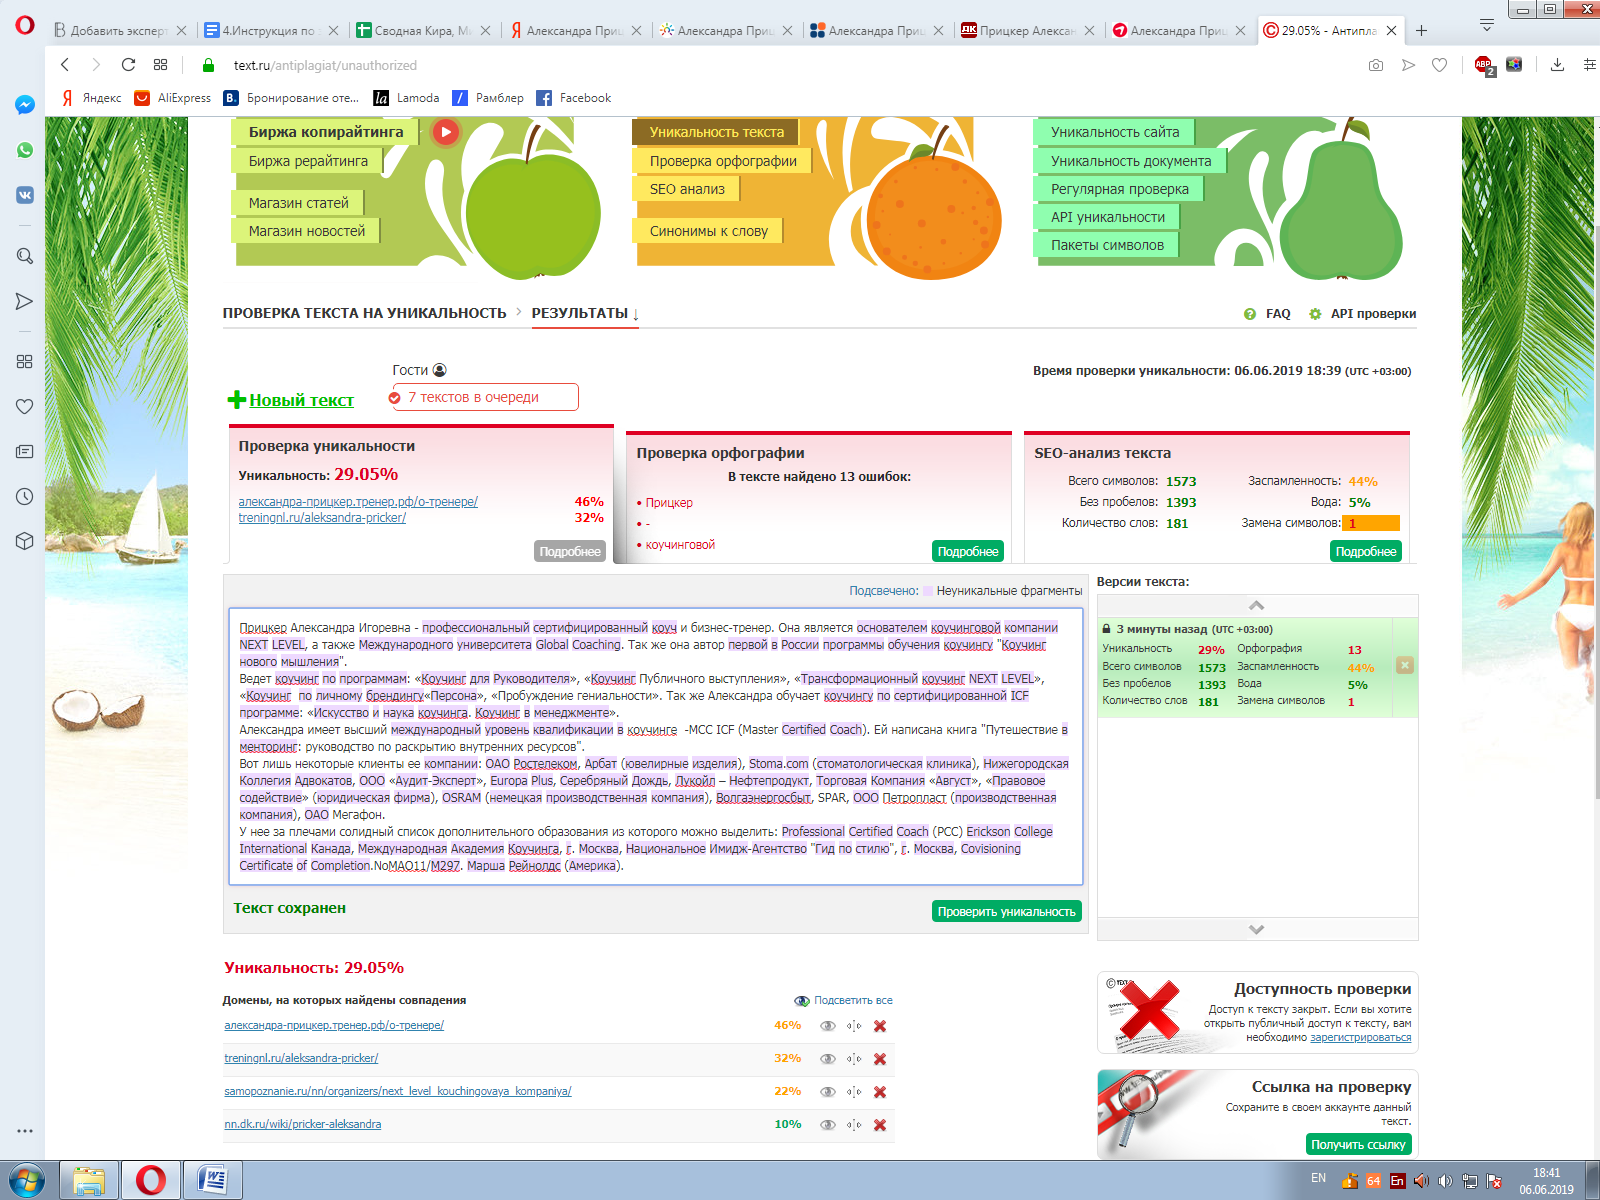 Добавить эксперт
4.Инструкция по
Сводная Кира, М
Александра При
Александра При
Александра При
Прицкер Алексан
Александра При
29.05% - Антипла
text.ru/antiplagiat/unauthorized
ABP
2
Яндекс
AliExpress
Бронирование оте...
Lamoda
Рамблер
Facebook
Биржа копирайтинга
Биржа рерайтинга
Магазин статей
Магазин новостей
Уникальность текста
Проверка орфографии
SEO анализ
Синонимы к слову
Уникальность сайта
Уникальность документа
Регулярная проверка
API уникальности
Пакеты символов
ПРОВЕРКА ТЕКСТА НА УНИКАЛЬНОСТЬ > РЕЗУЛЬТАТЫ ↓
FAQ
API проверки
Гости
Время проверки уникальности: 06.06.2019 18:39 (UTC +03:00)
Новый текст
7 текстов в очереди
Проверка уникальности
Уникальность: 29.05%
александра-прицкер.тренер.рф/о-тренере/ 46%
treningnl.ru/aleksandra-pricker/ 32%
Подробнее
Проверка орфографии
В тексте найдено 13 ошибок:
• Прицкер
• -
• коучинговой
Подробнее
SEO-анализ текста
Всего символов: 1573 Заспамленность: 44%
Без пробелов: 1393 Вода: 5%
Количество слов: 181 Замена символов: 1
Подробнее
Подсвечено: Неуникальные фрагменты
Прицкер Александра Игоревна - профессиональный сертифицированный коуч и бизнес-тренер. Она является основателем коучинговой компании
NEXT LEVEL, а также Международного университета Global Coaching. Так же она автор первой в России программы обучения коучингу "Коучинг
нового мышления".
Ведет коучинг по программам: «Коучинг для Руководителя», «Коучинг Публичного выступления», «Трансформационный коучинг NEXT LEVEL»,
«Коучинг по личному брендингу«Персона», «Пробуждение гениальности». Так же Александра обучает коучингу по сертифицированной ICF
программе: «Искусство и наука коучинга. Коучинг в менеджменте».
Александра имеет высший международный уровень квалификации в коучинге -MCC ICF (Master Certified Coach). Ей написана книга "Путешествие в
менторинг: руководство по раскрытию внутренних ресурсов".
Вот лишь некоторые клиенты ее компании: ОАО Ростелеком, Арбат (ювелирные изделия), Stoma.com (стоматологическая клиника), Нижегородская
Коллегия Адвокатов, ООО «Аудит-Эксперт», Europa Plus, Серебряный Дождь, Лукойл – Нефтепродукт, Торговая Компания «Август», «Правовое
содействие» (юридическая фирма), OSRAM (немецкая производственная компания), Волгаэнергосбыт, SPAR, ООО Петропласт (производственная
компания), ОАО Мегафон.
У нее за плечами солидный список дополнительного образования из которого можно выделить: Professional Certified Coach (PCC) Erickson College
International Канада, Международная Академия Коучинга, г. Москва, Национальное Имидж-Агентство "Гид по стилю", г. Москва, Covisioning
Certificate of Completion.NoMAO11/M297. Марша Рейнолдс (Америка).
Текст сохранен
Проверить уникальность
Версии текста:
3 минуты назад (UTC +03:00)
Уникальность 29% Орфография 13
Всего символов 1573 Заспамленность 44%
Без пробелов 1393 Вода 5%
Количество слов 181 Замена символов 1
Уникальность: 29.05%
Домены, на которых найдены совпадения
Подсветить все
александра-прицкер.тренер.рф/о-тренере/ 46%
treningnl.ru/aleksandra-pricker/ 32%
samopoznanie.ru/nn/organizers/next_level_kouchingovaya_kompaniya/ 22%
nn.dk.ru/wiki/pricker-aleksandra 10%
Доступность проверки
Доступ к тексту закрыт. Если вы хотите
открыть публичный доступ к тексту, вам
необходимо зарегистрироваться
Ссылка на проверку
Сохраните в своем аккаунте данный
текст.
Получить ссылку
EN
64
En
18:41
06.06.2019